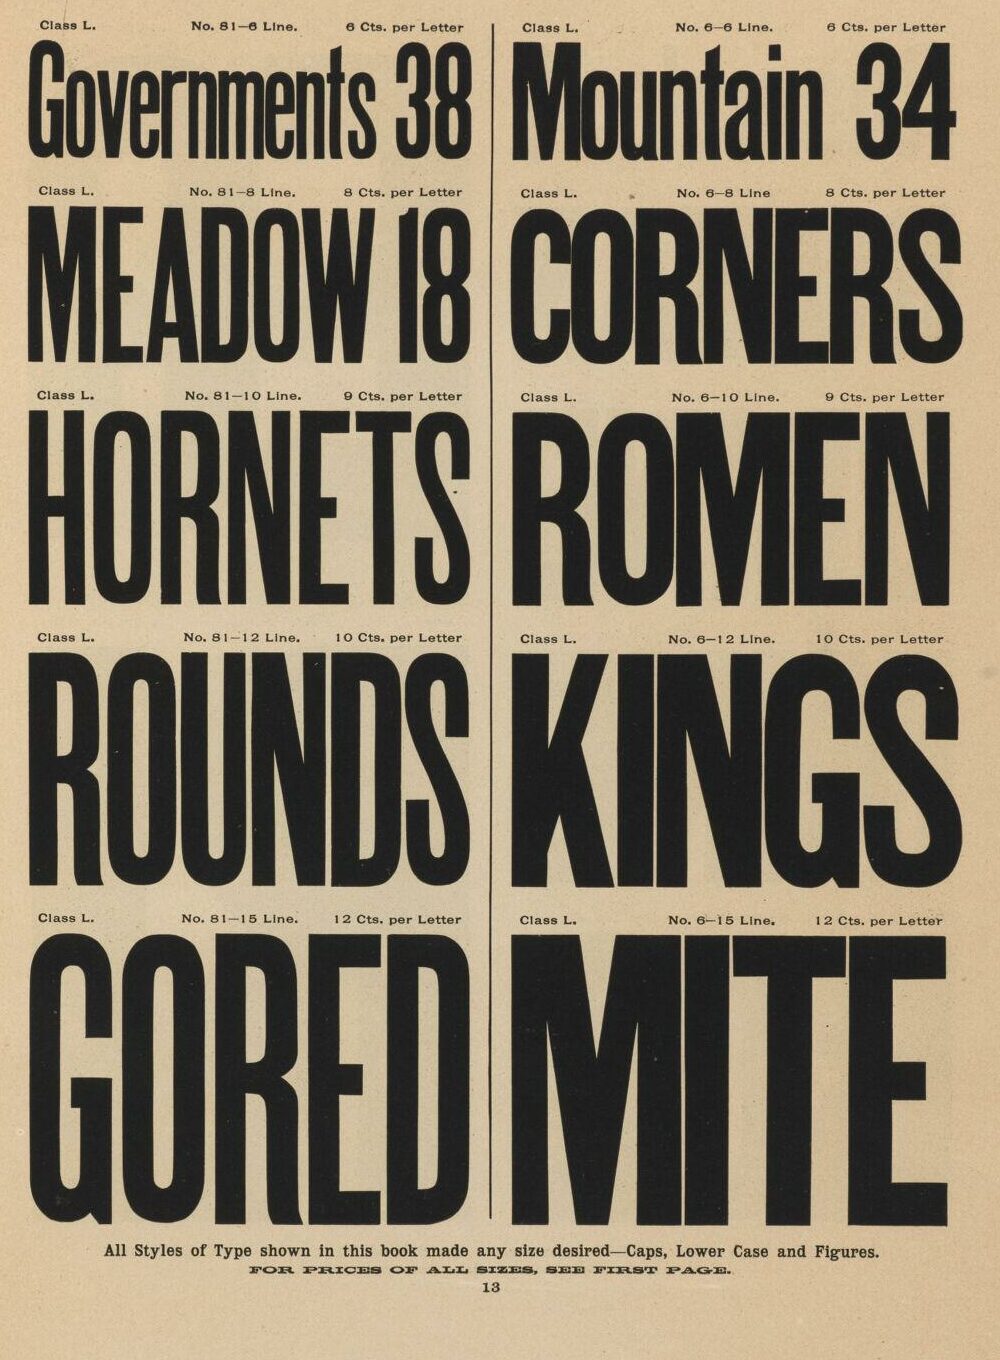 Class L. No. 81–6 Line. 6 Cts. per Letter
Governments 38
Class L. No. 81–8 Line. 8 Cts. per Letter
MEADOW 18
Class L. No. 81–10 Line. 9 Cts. per Letter
HORNETS
Class L. No. 81–12 Line. 10 Cts. per Letter
ROUNDS
Class L. No. 81–15 Line. 12 Cts. per Letter
GORED
Class L. No. 6–6 Line. 6 Cts. per Letter
Mountain 34
Class L. No. 6–8 Line 8 Cts. per Letter
CORNERS
Class L. No. 6–10 Line. 9 Cts. per Letter
ROMEN
Class L. No. 6–12 Line. 10 Cts. per Letter
KINGS
Class L. No. 6–15 Line. 12 Cts. per Letter
MITE
All Styles of Type shown in this book made any size desired—Caps, Lower Case and Figures.
FOR PRICES OF ALL SIZES, SEE FIRST PAGE.
13